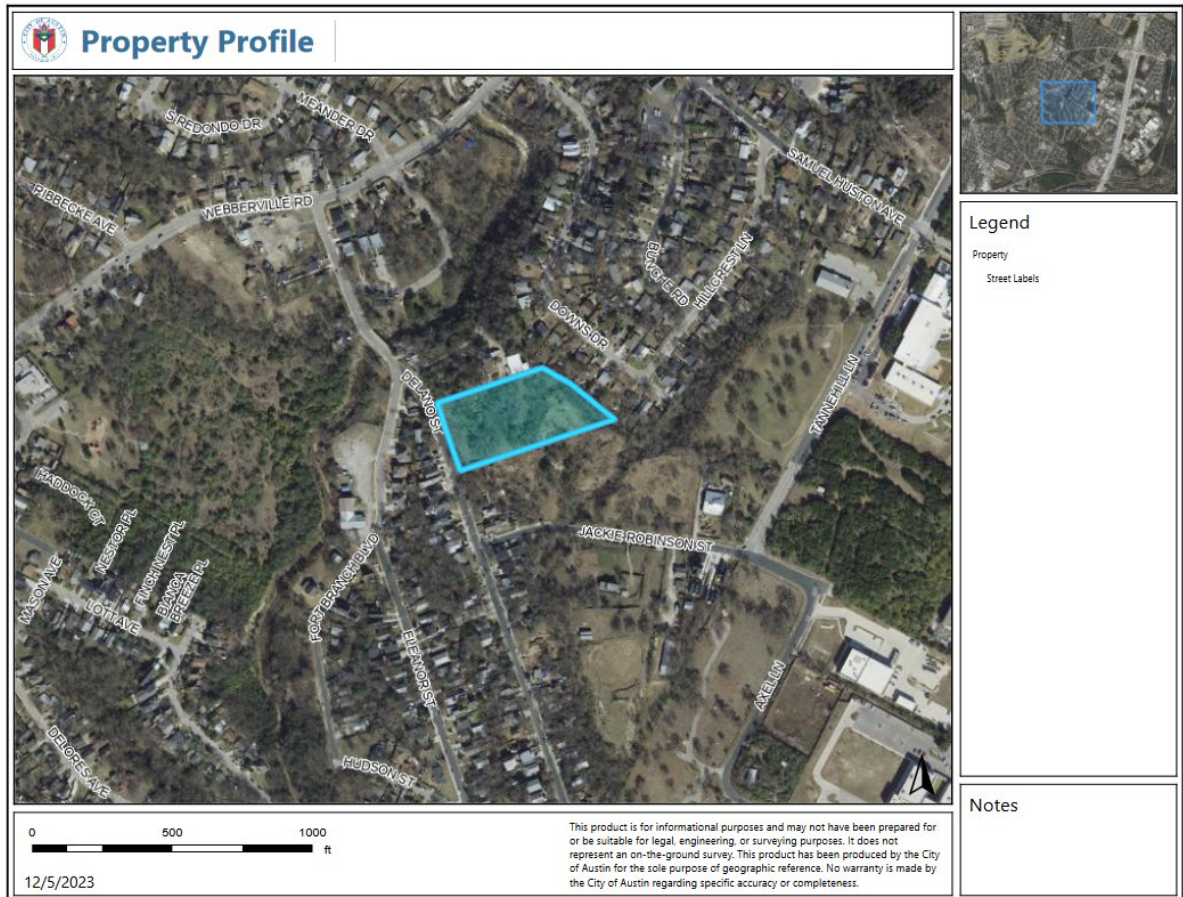 Property Profile
MEANDER DR
S REDONDO DR
RIBBECKE AVE
WEBBERVILLE RD
SAMUEL HUSTON AVE
BUNCHE RD
HILLCREST LN
DOWNS DR
TANNEHILL LN
DELANO ST
HADDOCK CT
NESTOR PL
FINCH NEST PL
BIANCA
BREEZE PL
MASON AVE
LOTT AVE
FORT BRANCH BLVD
JACKIE ROBINSON ST
ELEANOR ST
AXEL LN
DELORES AVE
HUDSON ST
Legend
Property
Street Labels
Notes
0 500 1000
ft
12/5/2023
This product is for informational purposes and may not have been prepared for
or be suitable for legal, engineering, or surveying purposes. It does not
represent an on-the-ground survey. This product has been produced by the City
of Austin for the sole purpose of geographic reference. No warranty is made by
the City of Austin regarding specific accuracy or completeness.